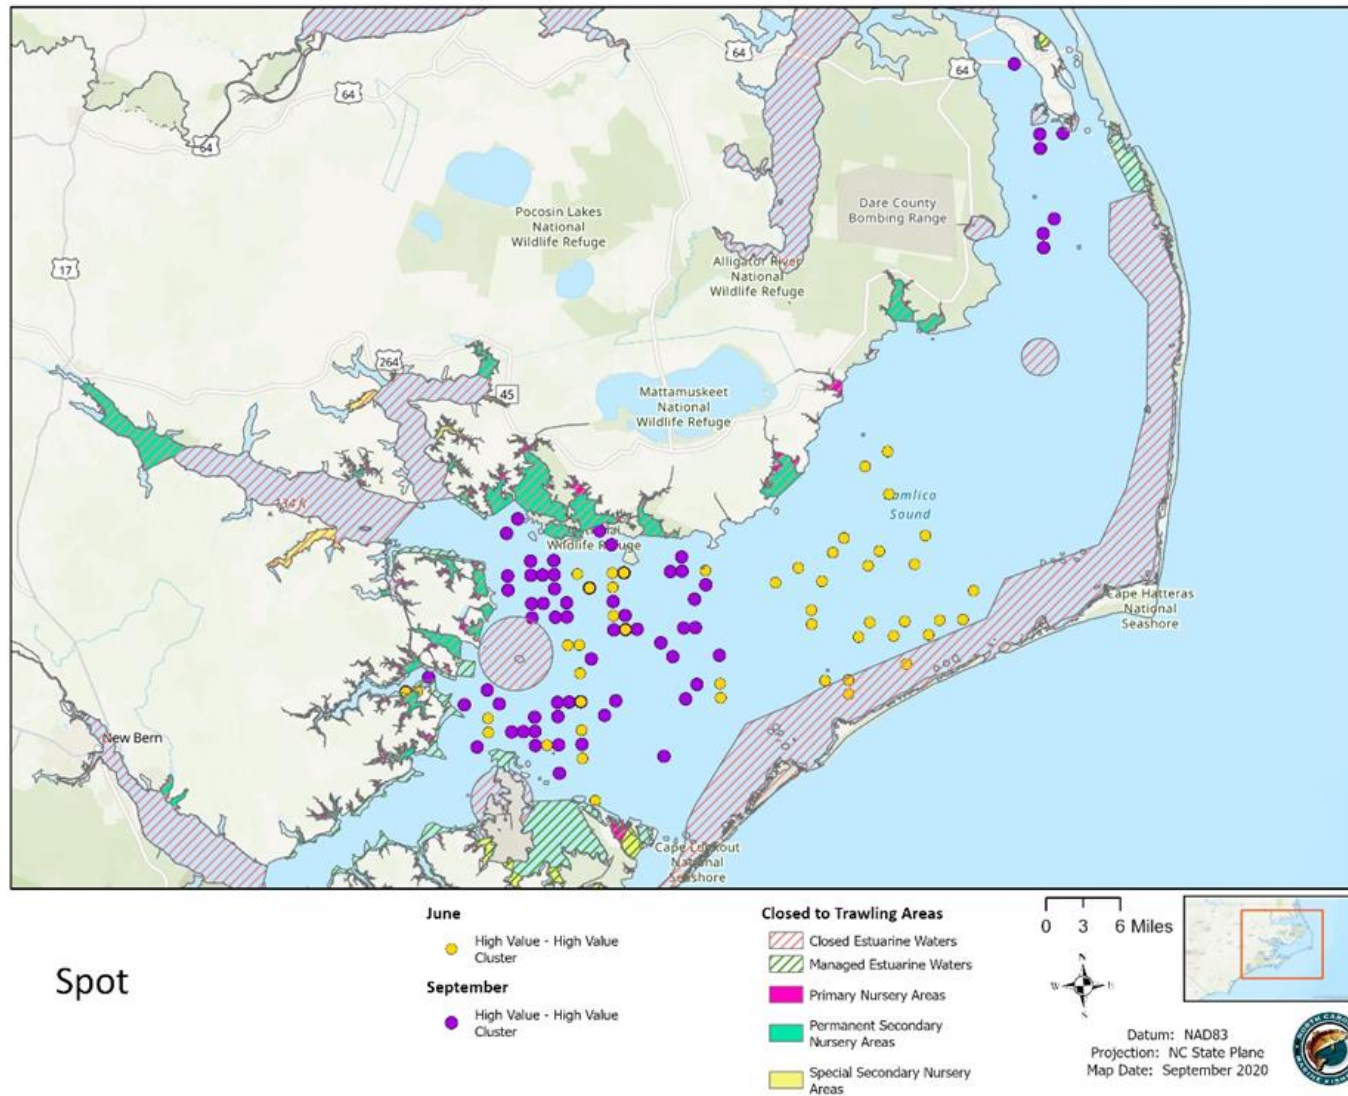 64
64
64
64
Dare County
Bombing Range
Pocosin Lakes
National
Wildlife Refuge
17
Alligator River
National
Wildlife Refuge
264
45
Mattamuskeet
National
Wildlife Refuge
Sound
Wildlife Refuge
Cape Hatteras
National
Seashore
New Bern
Cape Lookout
National
Seashore
Spot
June
High Value - High Value
Cluster
September
High Value - High Value
Cluster
Closed to Trawling Areas
Closed Estuarine Waters
Managed Estuarine Waters
Primary Nursery Areas
Permanent Secondary
Nursery Areas
Special Secondary Nursery
Areas
0 3 6 Miles
N
W
E
S
Datum: NAD83
Projection: NC State Plane
Map Date: September 2020